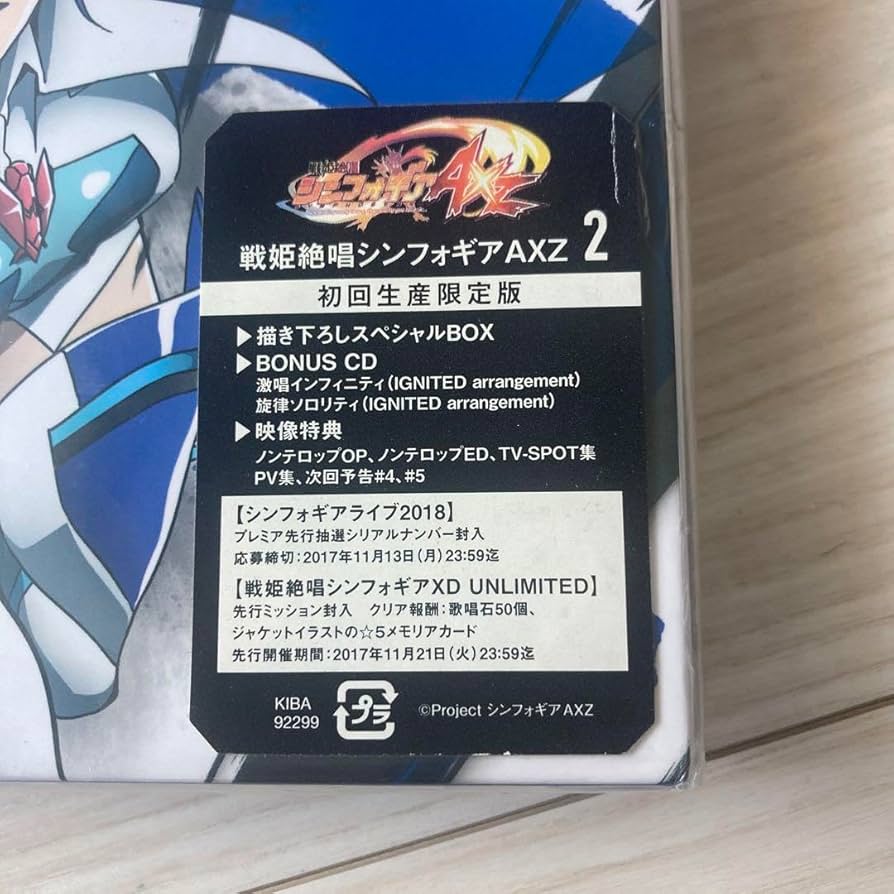 戦姫絶唱
シンフォギアAXZ
戦姫絶唱シンフォギアAXZ 2
初回生産限定版
▶描き下ろしスペシャルBOX
▶BONUS CD
激唱インフィニティ(IGNITED arrangement)
旋律ソロリティ(IGNITED arrangement)
▶映像特典
ノンテロップOP、ノンテロップED、TV-SPOT集
PV集、次回予告#4、#5
【シンフォギアライブ2018】
プレミア先行抽選シリアルナンバー封入
応募締切:2017年11月13日(月)23:59迄
【戦姫絶唱シンフォギアXD UNLIMITED】
先行ミッション封入 クリア報酬:歌唱石50個、
ジャケットイラストの☆5メモリアカード
先行開催期間:2017年11月21日(火)23:59迄
KIBA
92299
プラ
©Project シンフォギアAXZ